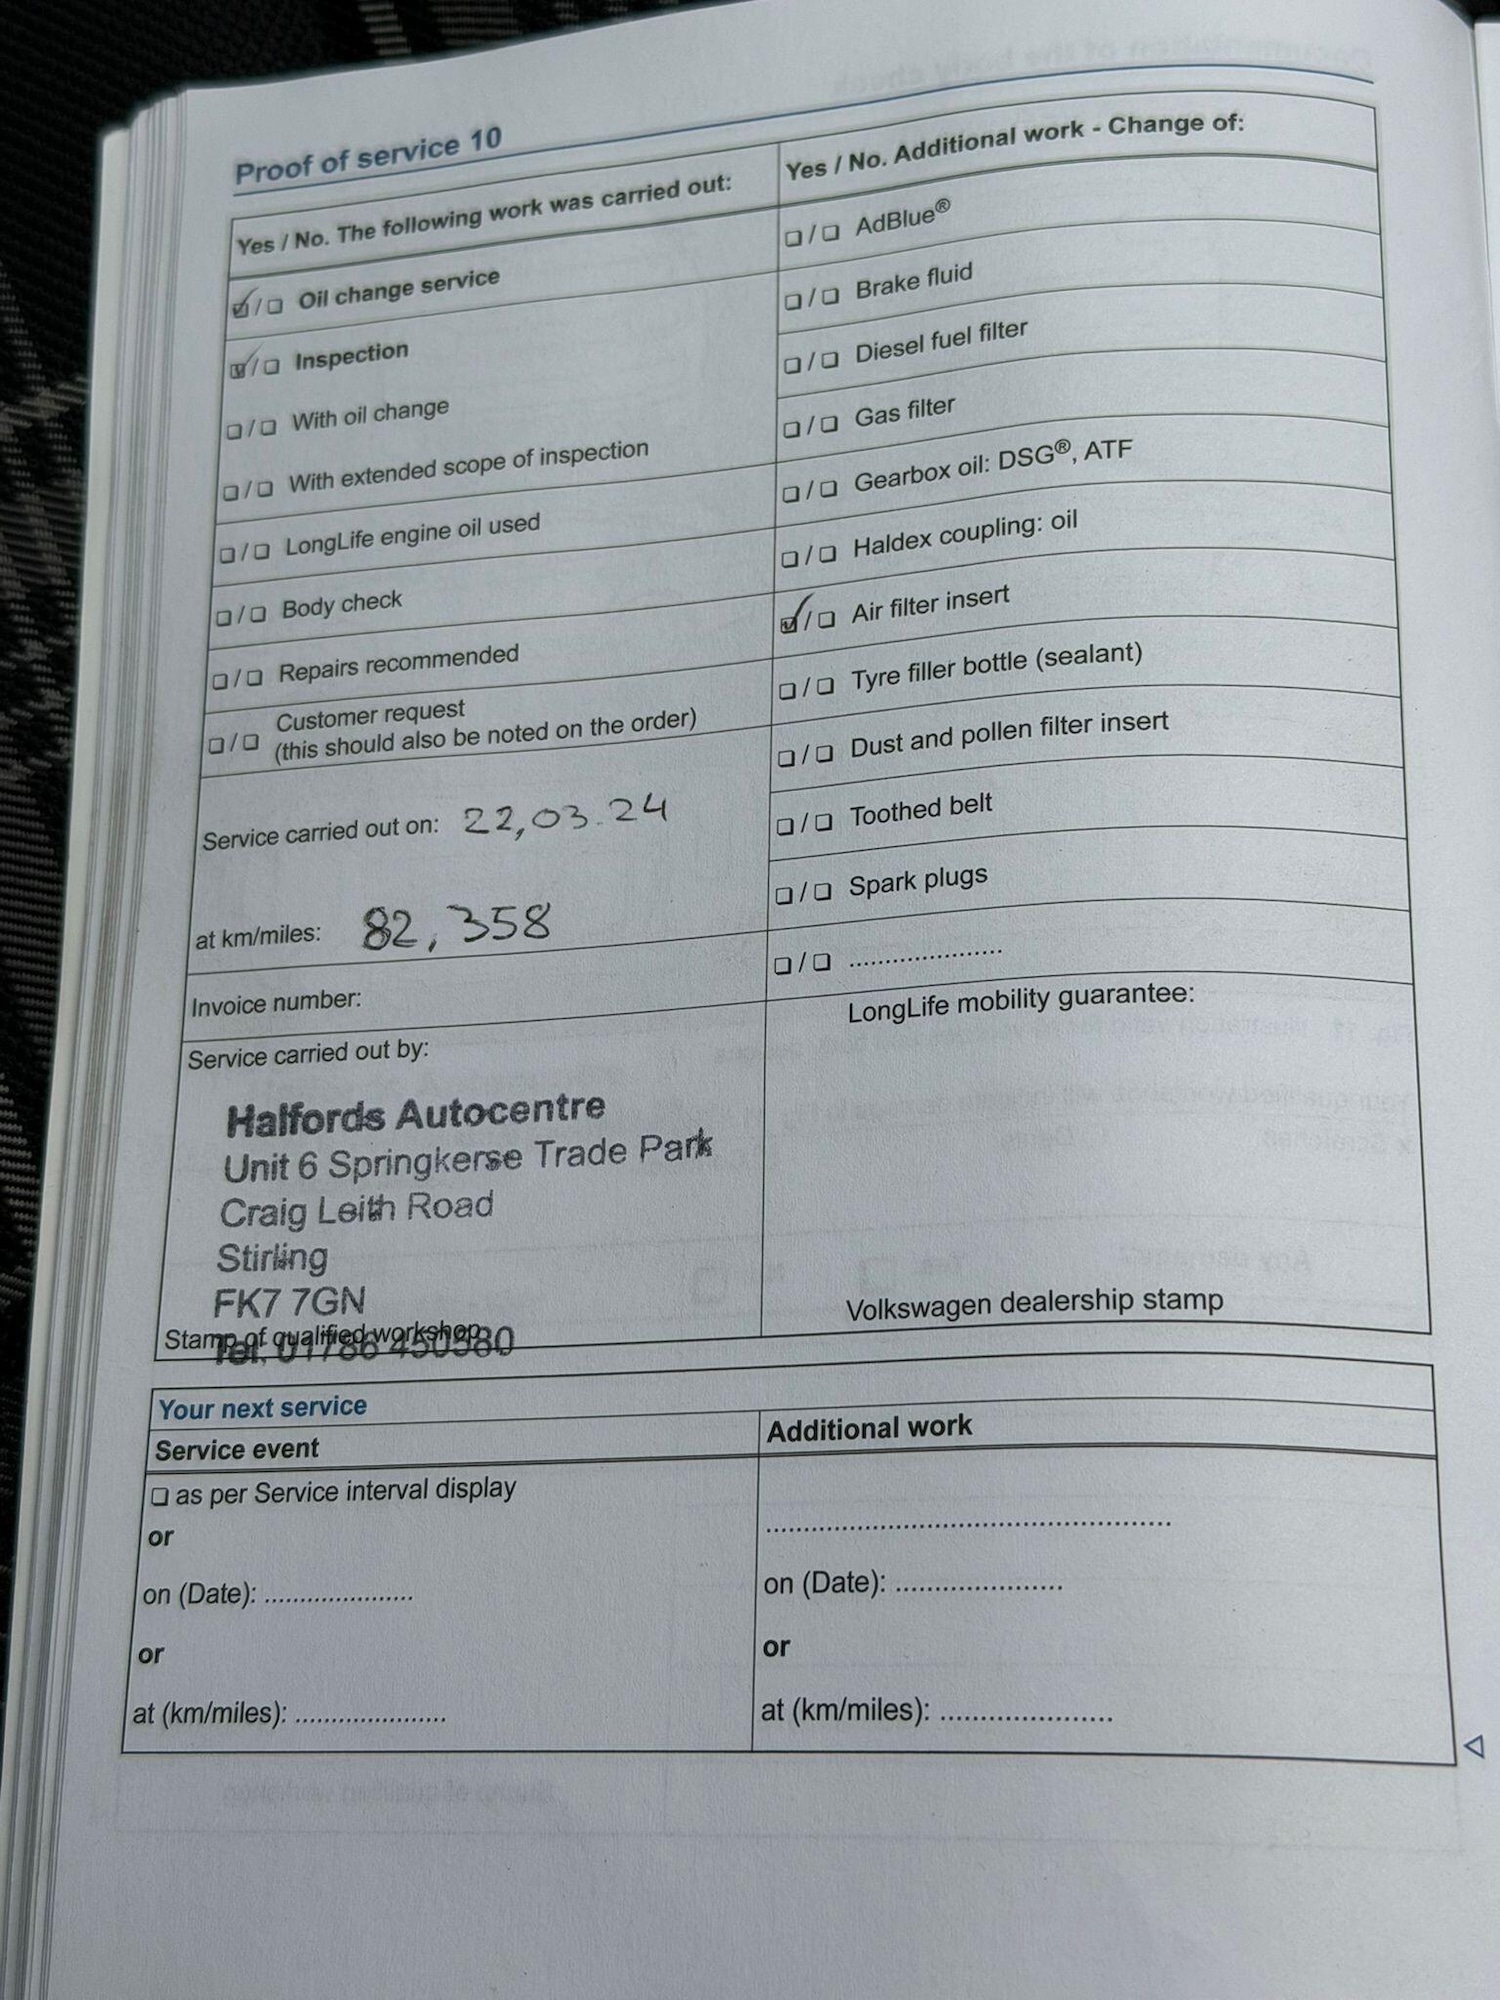 Proof of service 10
Yes / No. The following work was carried out:
☑/☐ Oil change service
☑/☐ Inspection
☐/☐ With oil change
☐/☐ With extended scope of inspection
☐/☐ LongLife engine oil used
☐/☐ Body check
☐/☐ Repairs recommended
☐/☐ Customer request
(this should also be noted on the order)
Service carried out on: 22,03.24
at km/miles: 82,358
Invoice number:
Service carried out by:
Halfords Autocentre
Unit 6 Springkerse Trade Park
Craig Leith Road
Stirling
FK7 7GN
Stamp of qualified workshop
Tel: 01786 450580
Yes / No. Additional work - Change of:
☐/☐ AdBlue®
☐/☐ Brake fluid
☐/☐ Diesel fuel filter
☐/☐ Gas filter
☐/☐ Gearbox oil: DSG®, ATF
☐/☐ Haldex coupling: oil
☑/☐ Air filter insert
☐/☐ Tyre filler bottle (sealant)
☐/☐ Dust and pollen filter insert
☐/☐ Toothed belt
☐/☐ Spark plugs
☐/☐ ......................
LongLife mobility guarantee:
Volkswagen dealership stamp
Your next service
Service event
☐ as per Service interval display
or
on (Date): ......................
or
at (km/miles): ......................
Additional work
......................................................
on (Date): ......................
or
at (km/miles): ......................